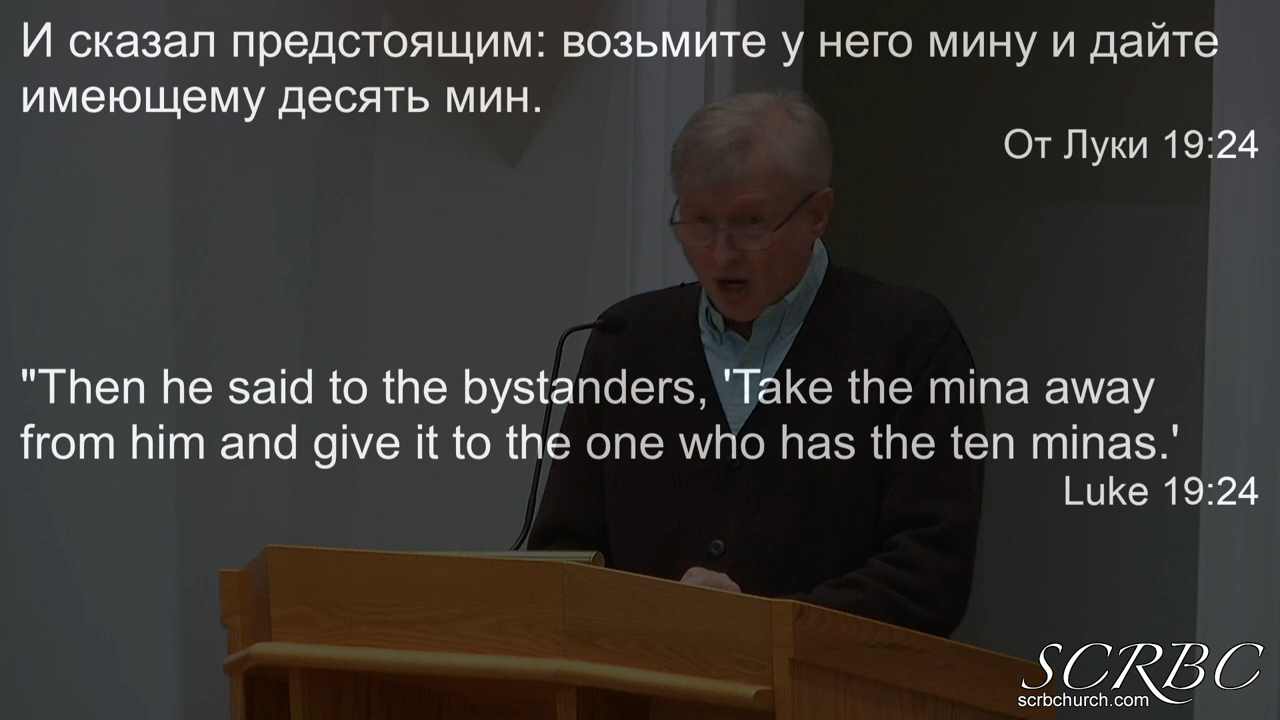 И сказал предстоящим: возьмите у него мину и дайте
имеющему десять мин.
От Луки 19:24
"Then he said to the bystanders, 'Take the mina away
from him and give it to the one who has the ten minas.'
Luke 19:24
SCRBC
scrbchurch.com